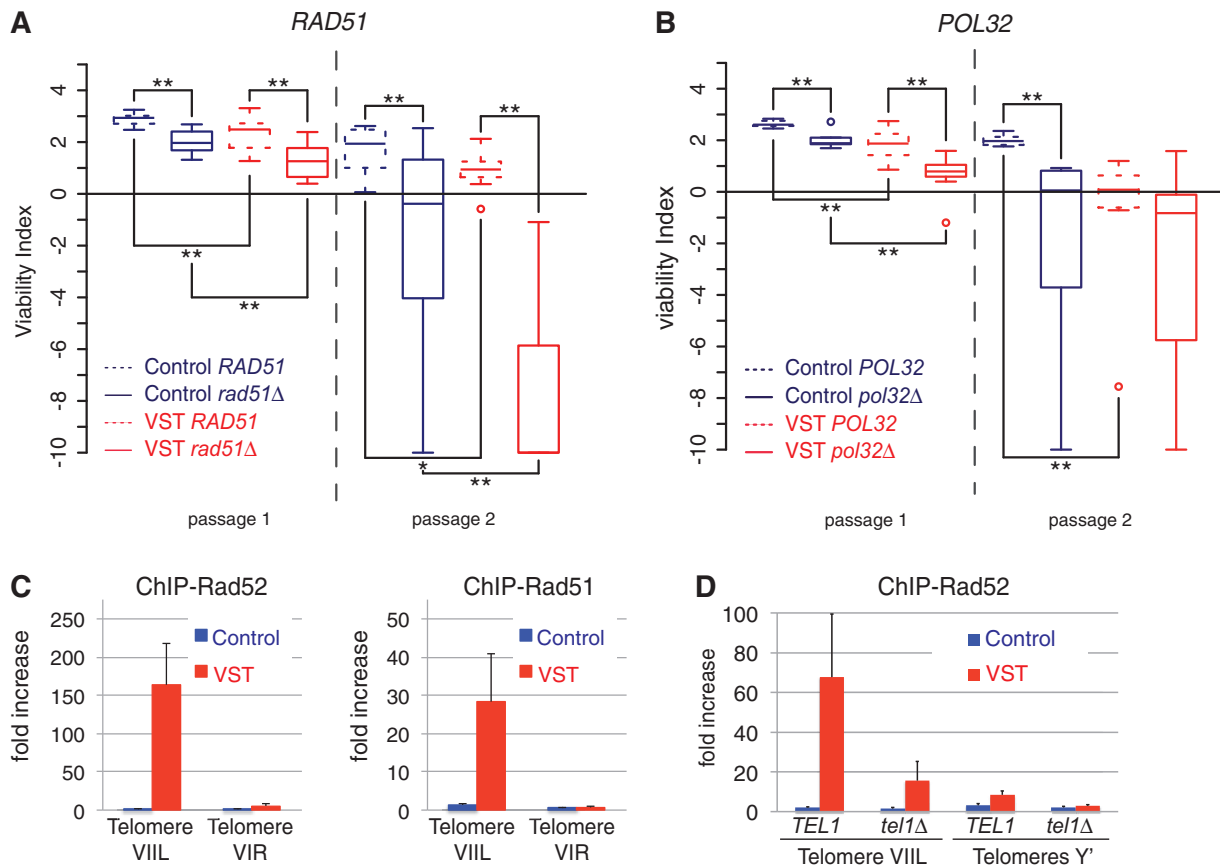 A
RAD51
Viability Index
4
2
0
-2
-4
-6
-8
-10
**
**
**
**
**
**
*
**
Control RAD51
Control rad51Δ
VST RAD51
VST rad51Δ
passage 1
passage 2
B
POL32
viability Index
4
2
0
-2
-4
-6
-8
-10
**
**
**
**
**
**
Control POL32
Control pol32Δ
VST POL32
VST pol32Δ
passage 1
passage 2
C
ChIP-Rad52
fold increase
250
200
150
100
50
0
Control
VST
Telomere
VIIL
Telomere
VIR
ChIP-Rad51
fold increase
50
40
30
20
10
0
Control
VST
Telomere
VIIL
Telomere
VIR
D
ChIP-Rad52
fold increase
100
80
60
40
20
0
Control
VST
TEL1
tel1Δ
TEL1
tel1Δ
Telomere VIIL
Telomeres Y'